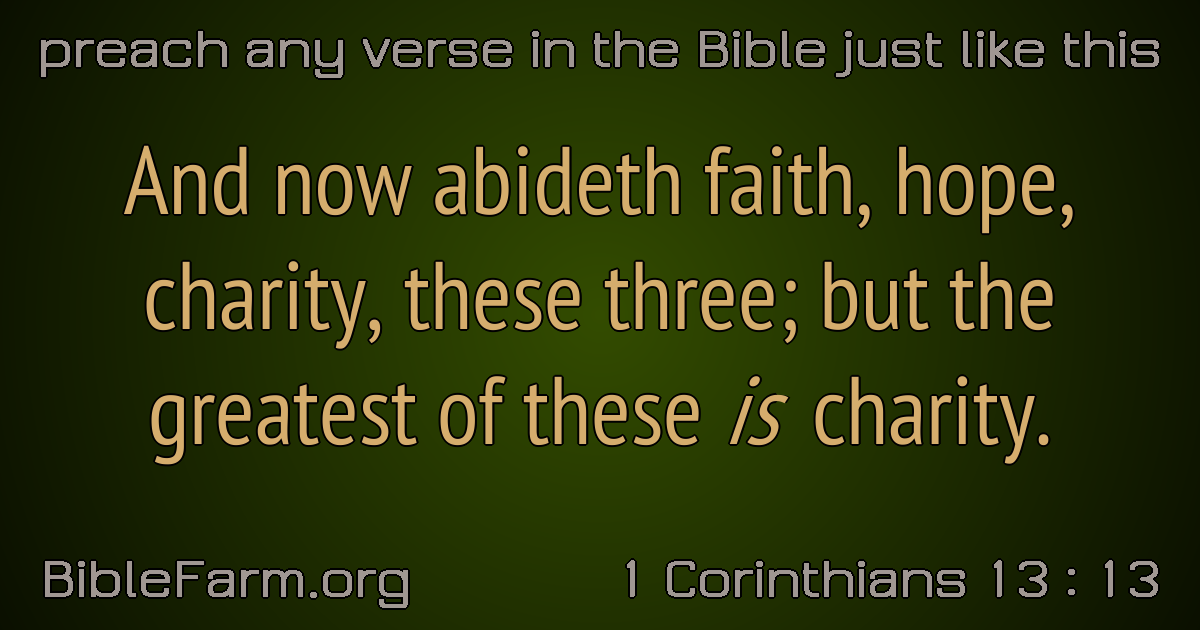 preach any verse in the Bible just like this
And now abideth faith, hope,
charity, these three; but the
greatest of these is charity.
BibleFarm.org
1 Corinthians 13 : 13